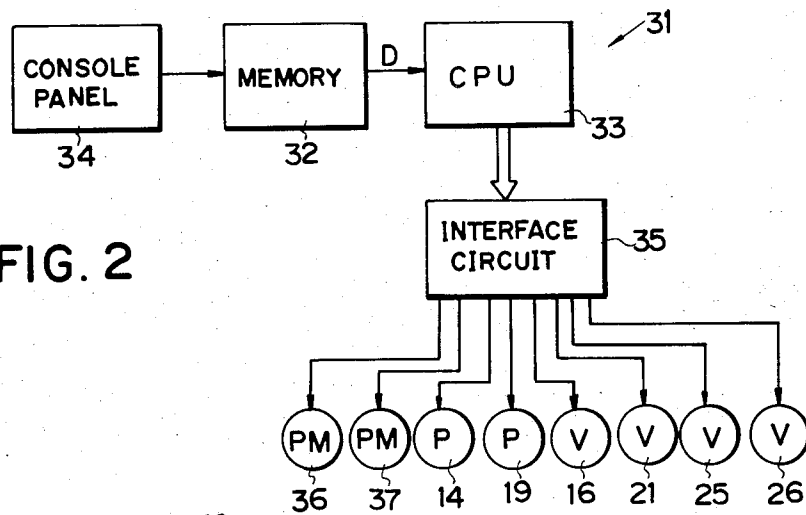 31
CONSOLE
PANEL
34
MEMORY
32
D
CPU
33
INTERFACE
CIRCUIT
35
FIG. 2
PM PM P P V V V V
36 37 14 19 16 21 25 26